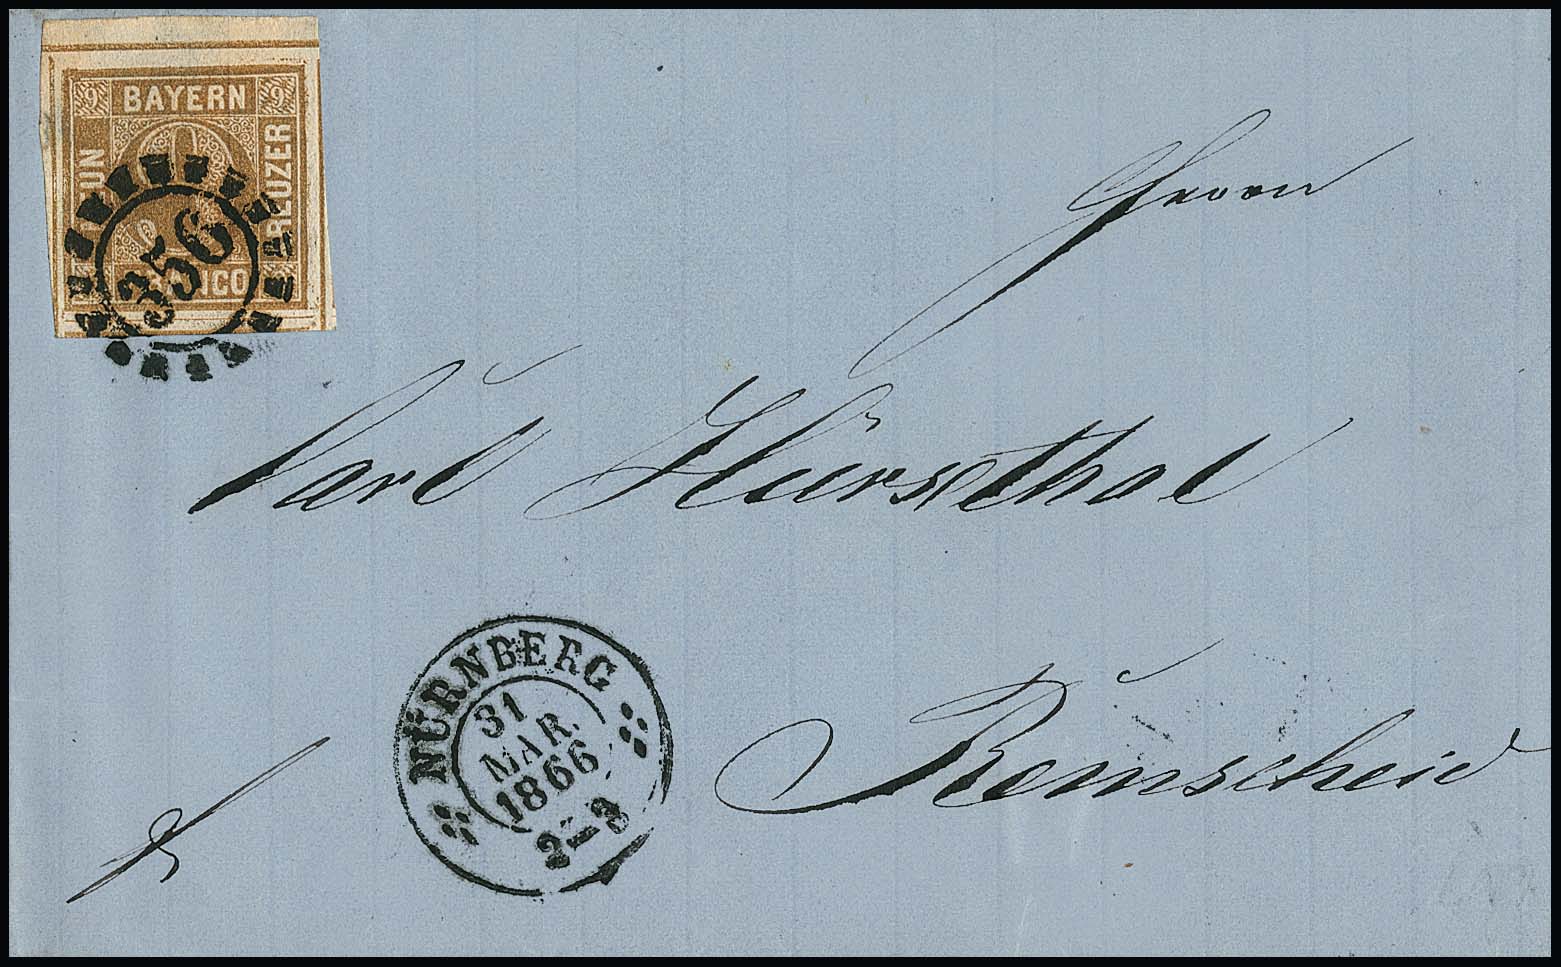 9 BAYERN 9
NEUN
KREUZER
FRANCO
356
Herrn
Carl Hürxthal
Remscheid
NÜRNBERG
31
MAR.
1866
2-3